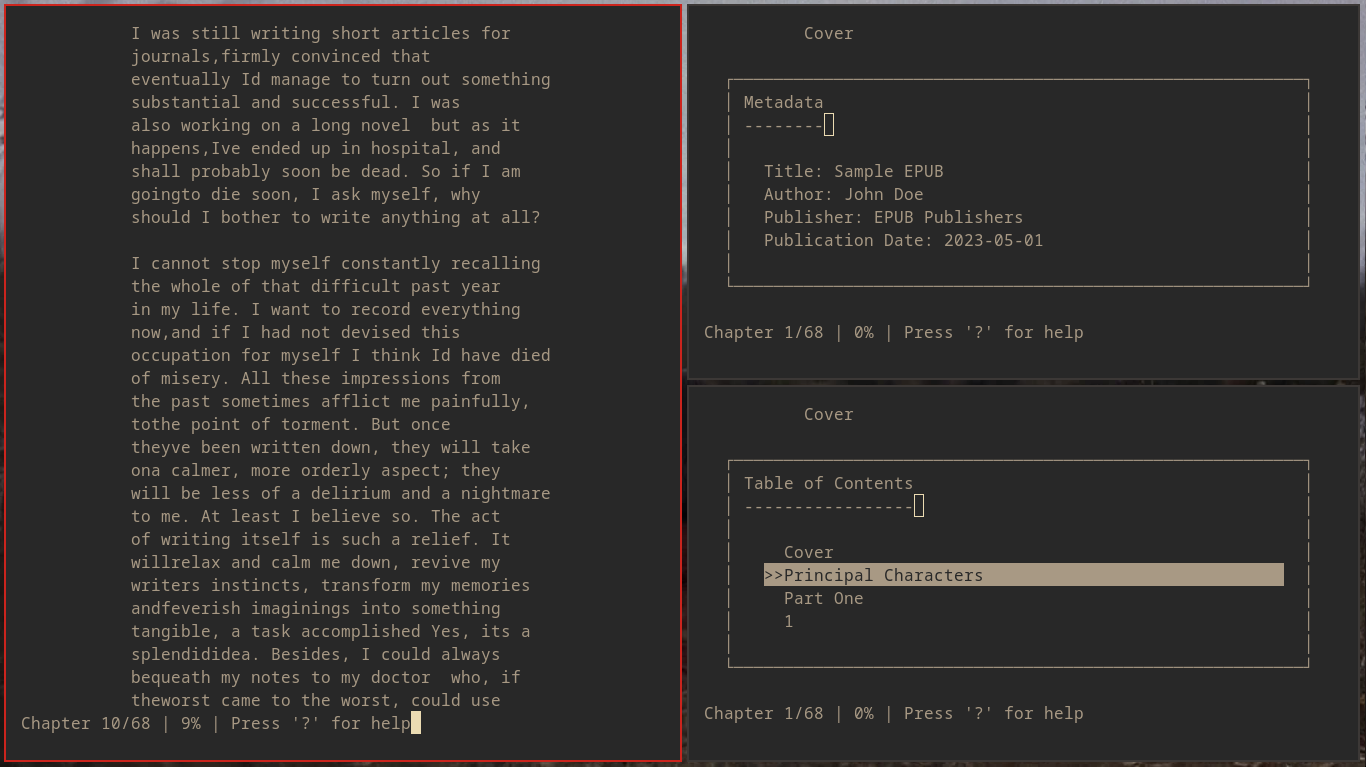 I was still writing short articles for
journals,firmly convinced that
eventually Id manage to turn out something
substantial and successful. I was
also working on a long novel  but as it
happens,Ive ended up in hospital, and
shall probably soon be dead. So if I am
goingto die soon, I ask myself, why
should I bother to write anything at all?
I cannot stop myself constantly recalling
the whole of that difficult past year
in my life. I want to record everything
now,and if I had not devised this
occupation for myself I think Id have died
of misery. All these impressions from
the past sometimes afflict me painfully,
tothe point of torment. But once
theyve been written down, they will take
ona calmer, more orderly aspect; they
will be less of a delirium and a nightmare
to me. At least I believe so. The act
of writing itself is such a relief. It
willrelax and calm me down, revive my
writers instincts, transform my memories
andfeverish imaginings into something
tangible, a task accomplished Yes, its a
splendididea. Besides, I could always
bequeath my notes to my doctor  who, if
theworst came to the worst, could use
Chapter 10/68 | 9% | Press '?' for help
Cover
Metadata
--------
Title: Sample EPUB
Author: John Doe
Publisher: EPUB Publishers
Publication Date: 2023-05-01
Chapter 1/68 | 0% | Press '?' for help
Cover
Table of Contents
-----------------
Cover
>>Principal Characters
Part One
1
Chapter 1/68 | 0% | Press '?' for help